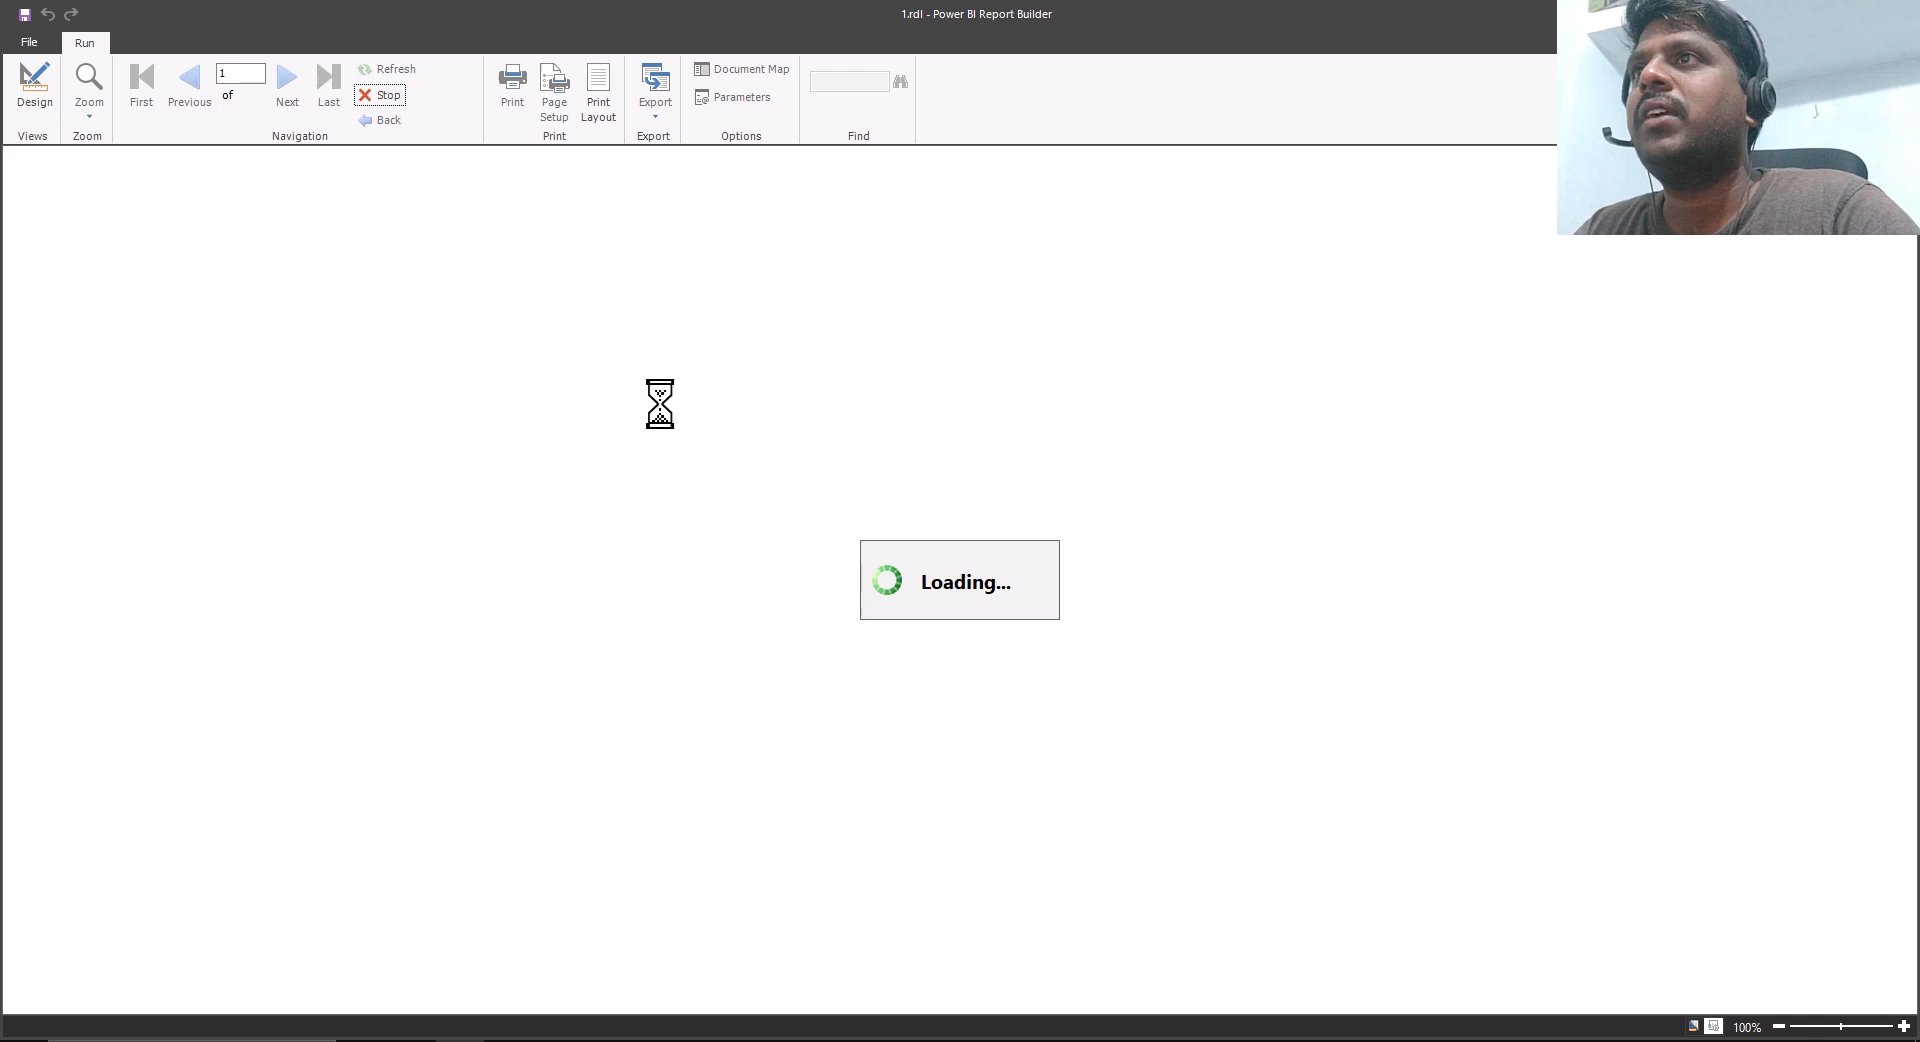 1.rdl - Power BI Report Builder
File Run
Design
Views
Zoom
Zoom
First
Previous
1
of
Next
Last
Refresh
Stop
Back
Navigation
Print
Page
Setup
Print
Layout
Print
Export
Export
Document Map
Parameters
Options
Find
Loading...
100%